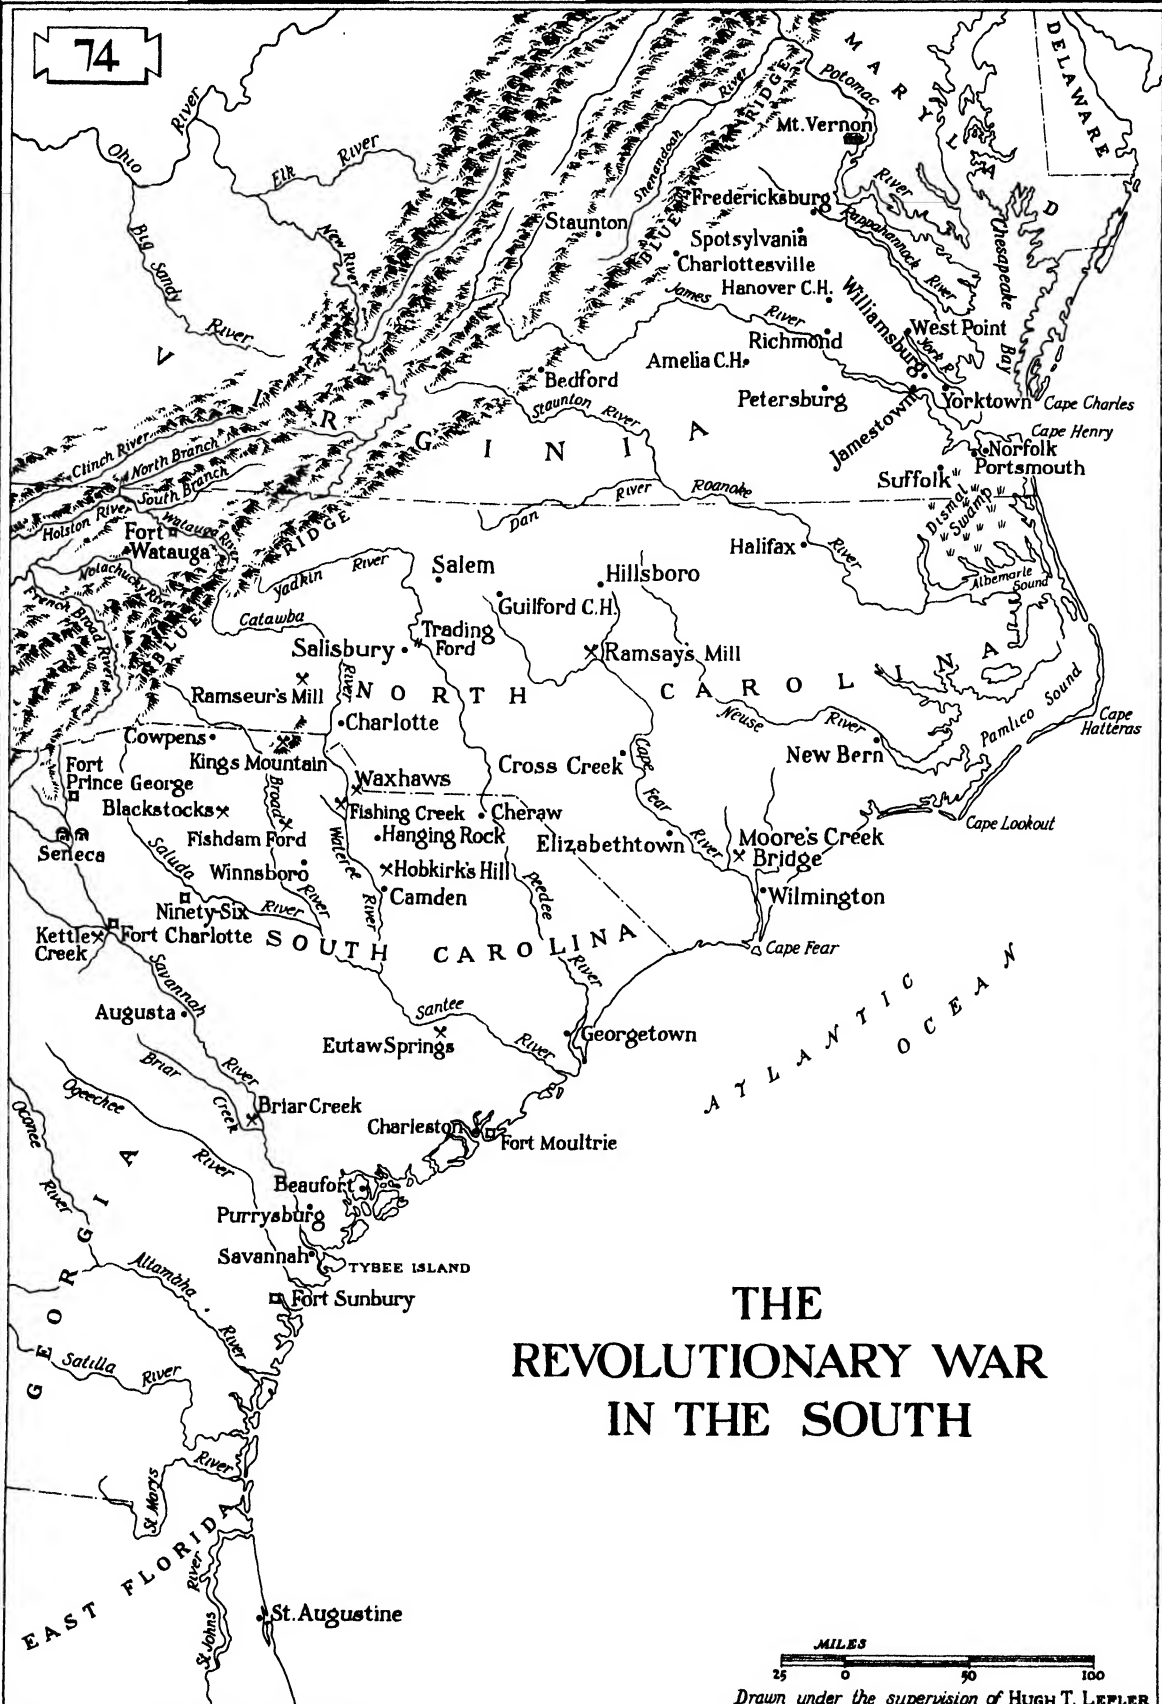 74
MARYLAND
DELAWARE
Potomac
River
Mt. Vernon
Ohio
River
Elk
River
Big
Sandy
River
New River
Shenandoah
River
BLUE
RIDGE
Staunton
Fredericksburg
Rappahannock
River
Spotsylvania
Charlottesville
Hanover C.H.
Chesapeake
Bay
James
River
Richmond
Williamsburg
West Point
York R.
Amelia C.H.
Bedford
Petersburg
Jamestown
Yorktown
Cape Charles
Cape Henry
Staunton
River
VIRGINIA
Norfolk
Portsmouth
Suffolk
Dismal
Swamp
Clinch River
North Branch
South Branch
Holston River
Watauga River
Fort
Watauga
Nolachucky River
French Broad River
BLUE
RIDGE
Dan
River
Roanoke
River
Halifax
Albemarle
Sound
Yadkin
River
Salem
Hillsboro
Guilford C.H.
Catawba
River
Trading
Ford
Salisbury
Ramsay's Mill
Ramseur's Mill
NORTH CAROLINA
Charlotte
Neuse
River
Pamlico Sound
Cape
Hatteras
Cowpens
Kings Mountain
New Bern
Fort
Prince George
Waxhaws
Cross Creek
Cape
Fear
River
Blackstocks
Broad
River
Fishing Creek
Cheraw
Cape Lookout
Fishdam Ford
Hanging Rock
Elizabethtown
Moore's Creek
Bridge
Seneca
Saluda
River
Winnsboro
Wateree
River
Hobkirk's Hill
Peedee
River
Camden
Wilmington
Ninety-Six
Kettle
Creek
Fort Charlotte
SOUTH CAROLINA
Cape Fear
Savannah
River
Augusta
Santee
River
Georgetown
Eutaw Springs
ATLANTIC
OCEAN
Briar
Creek
Ogeechee
River
Oconee
River
Briar Creek
Charleston
Fort Moultrie
GEORGIA
Beaufort
Purrysburg
Savannah
TYBEE ISLAND
Altamaha
River
Fort Sunbury
Satilla
River
THE
REVOLUTIONARY WAR
IN THE SOUTH
St. Marys
River
EAST FLORIDA
St. Johns
River
St. Augustine
MILES
25 0 50 100
Drawn under the supervision of HUGH T. LEFLER